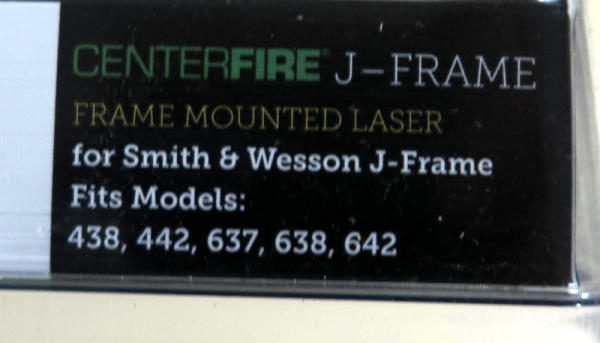 CENTERFIRE® J-FRAME
FRAME MOUNTED LASER
for Smith & Wesson J-Frame
Fits Models:
438, 442, 637, 638, 642